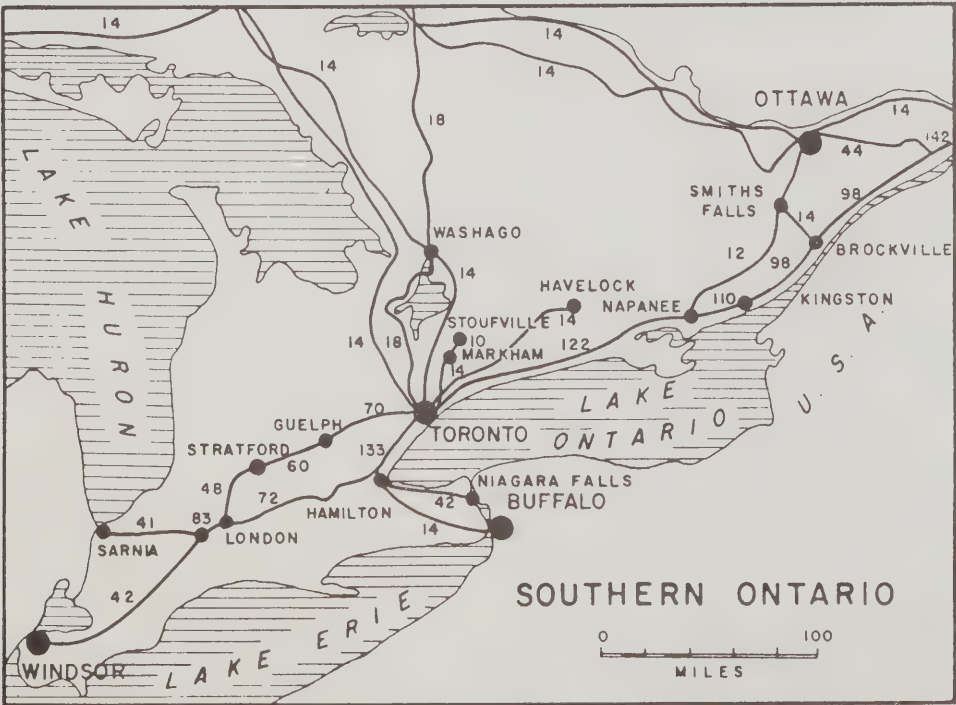 14
14
14
14
18
OTTAWA
14
142
44
98
SMITHS
FALLS
14
BROCKVILLE
12
98
WASHAGO
14
HAVELOCK
14
NAPANEE
110
KINGSTON
STOUFVILLE
10
MARKHAM
14
14
18
122
LAKE
HURON
LAKE
ONTARIO
U. S. A.
70
TORONTO
GUELPH
STRATFORD
60
133
48
72
HAMILTON
NIAGARA FALLS
42
BUFFALO
14
41
83
SARNIA
LONDON
42
WINDSOR
LAKE ERIE
SOUTHERN ONTARIO
0 100
MILES